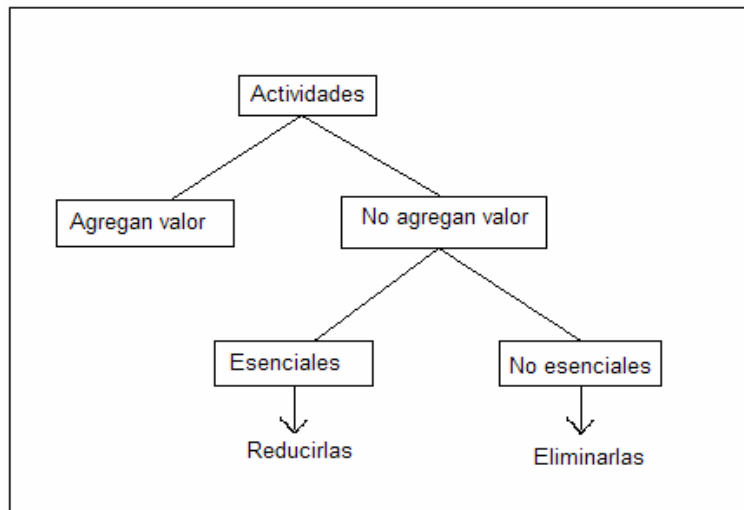 Actividades
Agregan valor
No agregan valor
Esenciales
No esenciales
Reducirlas
Eliminarlas